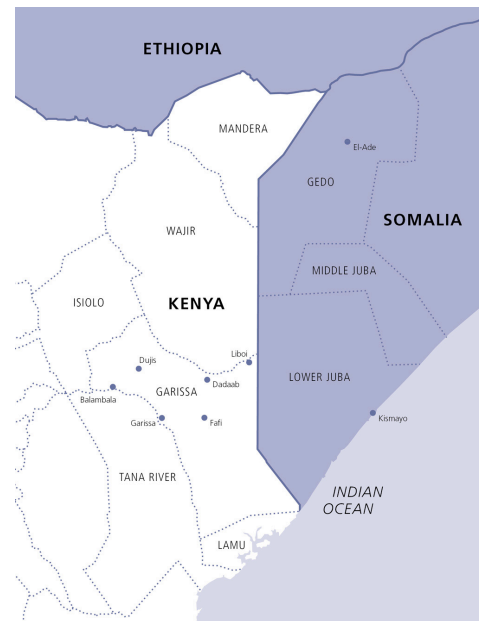 ETHIOPIA
MANDERA
El-Ade
GEDO
SOMALIA
WAJIR
MIDDLE JUBA
ISIOLO
KENYA
Liboi
Dujis
LOWER JUBA
Dadaab
GARISSA
Balambala
Kismayo
Garissa
Fafi
TANA RIVER
INDIAN
OCEAN
LAMU